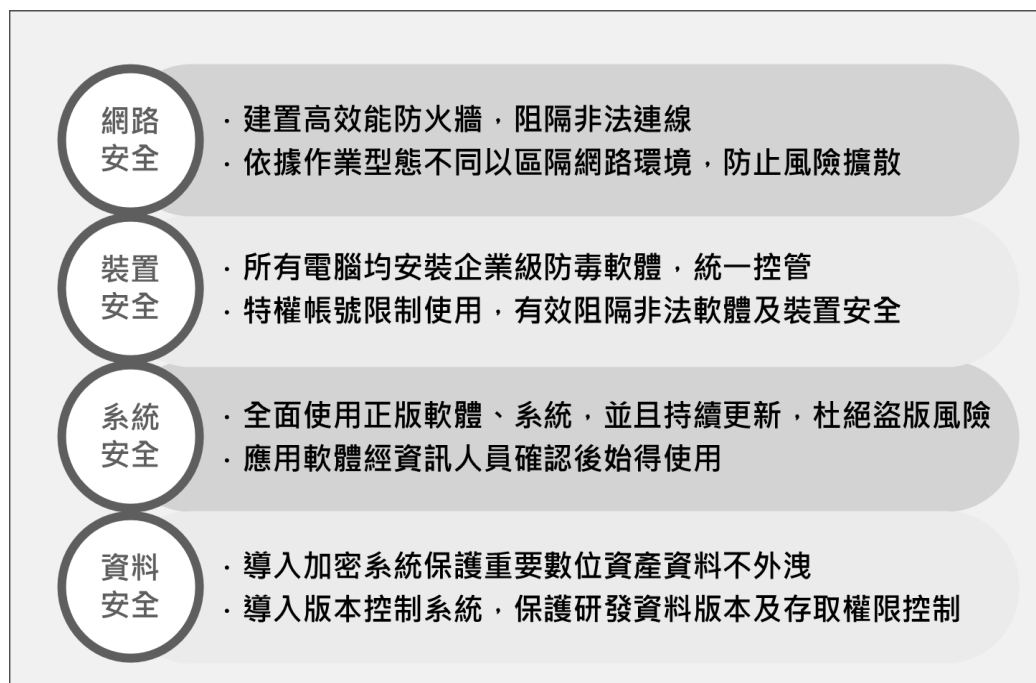 網路
安全
．建置高效能防火牆，阻隔非法連線
．依據作業型態不同以區隔網路環境，防止風險擴散
裝置
安全
．所有電腦均安裝企業級防毒軟體，統一控管
．特權帳號限制使用，有效阻隔非法軟體及裝置安全
系統
安全
．全面使用正版軟體、系統，並且持續更新，杜絕盜版風險
．應用軟體經資訊人員確認後始得使用
資料
安全
．導入加密系統保護重要數位資產資料不外洩
．導入版本控制系統，保護研發資料版本及存取權限控制